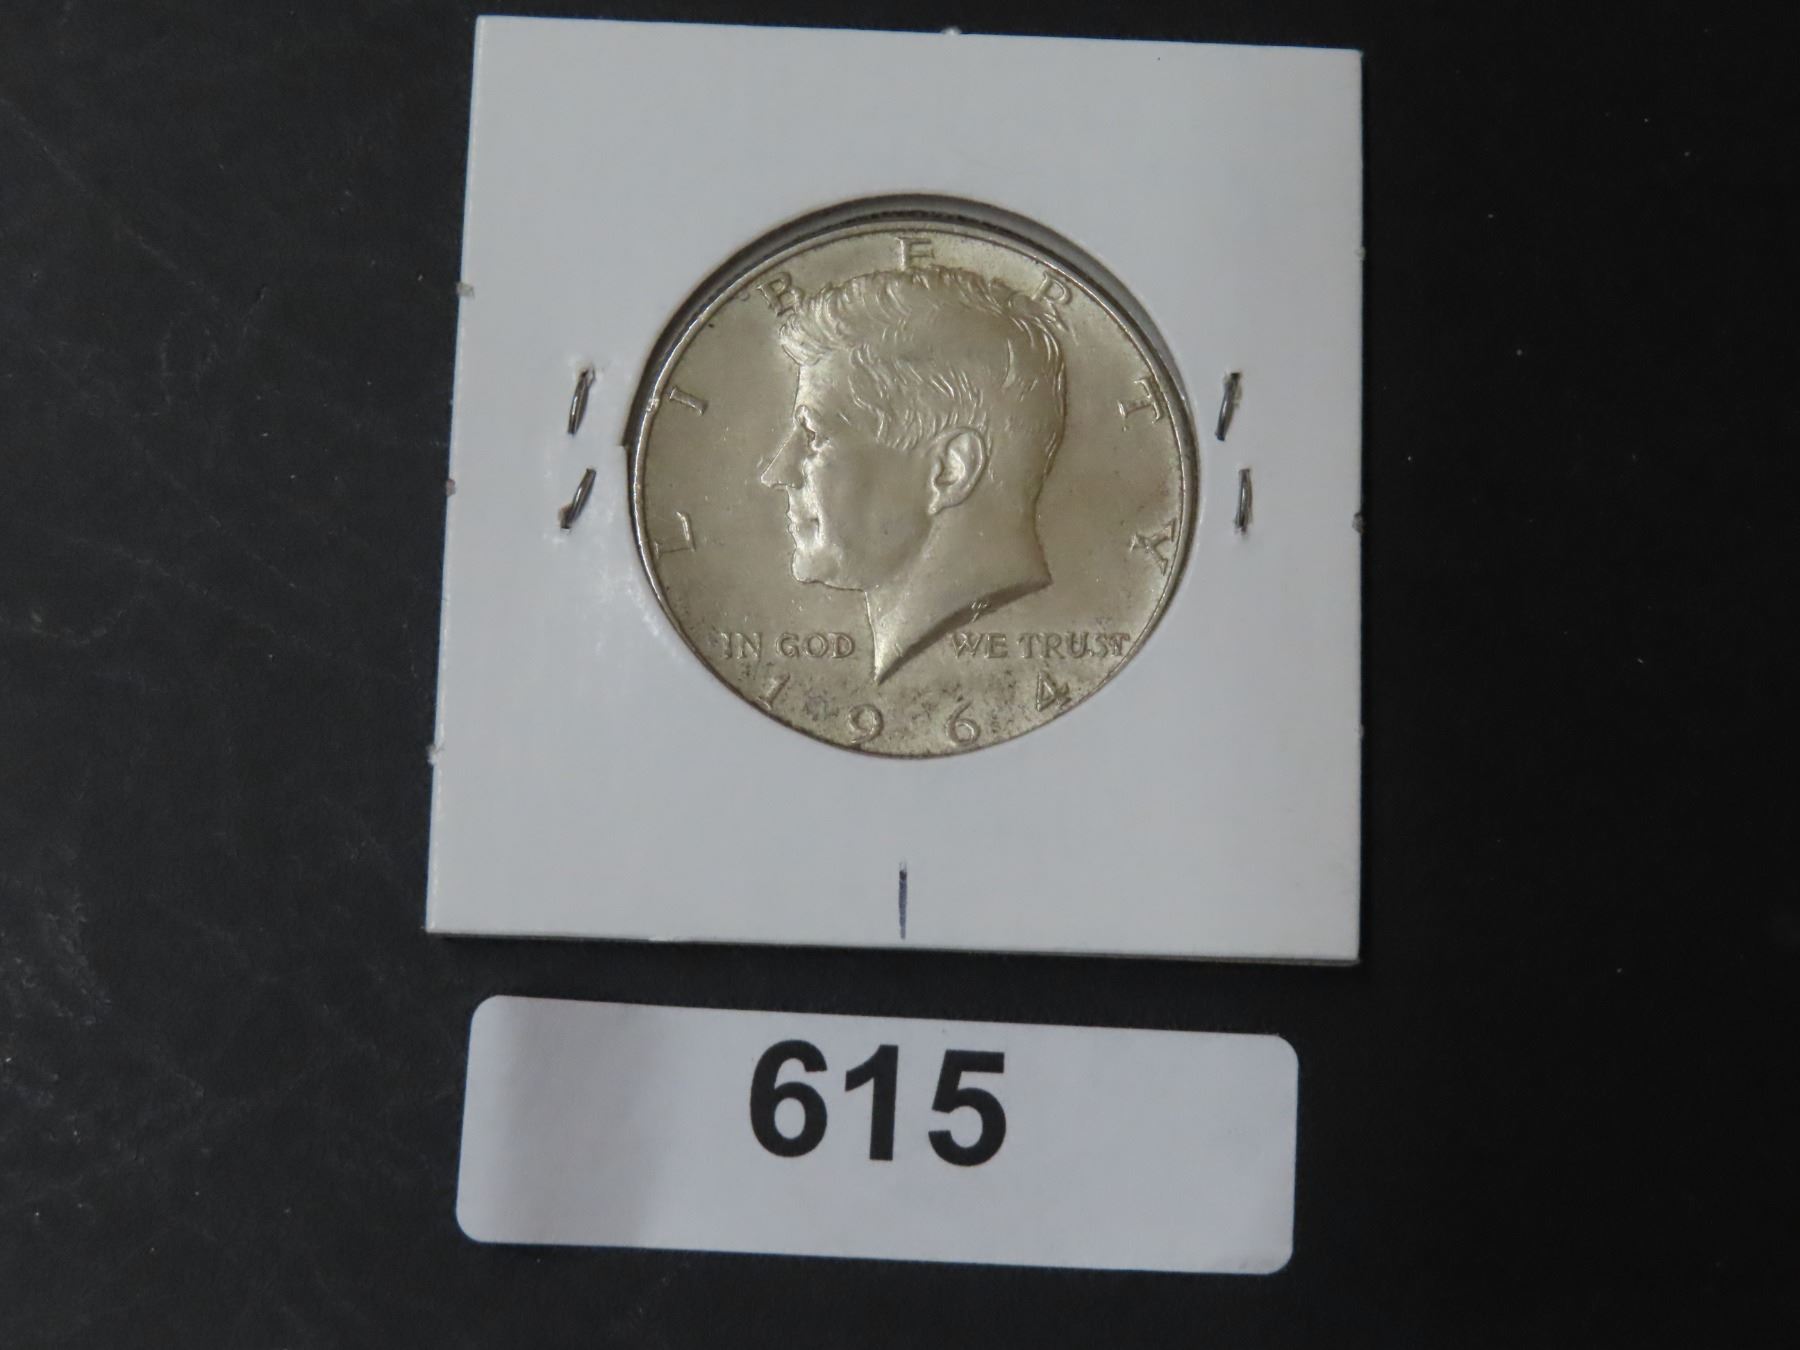 LIBERTY
IN GOD WE TRUST
1964
615